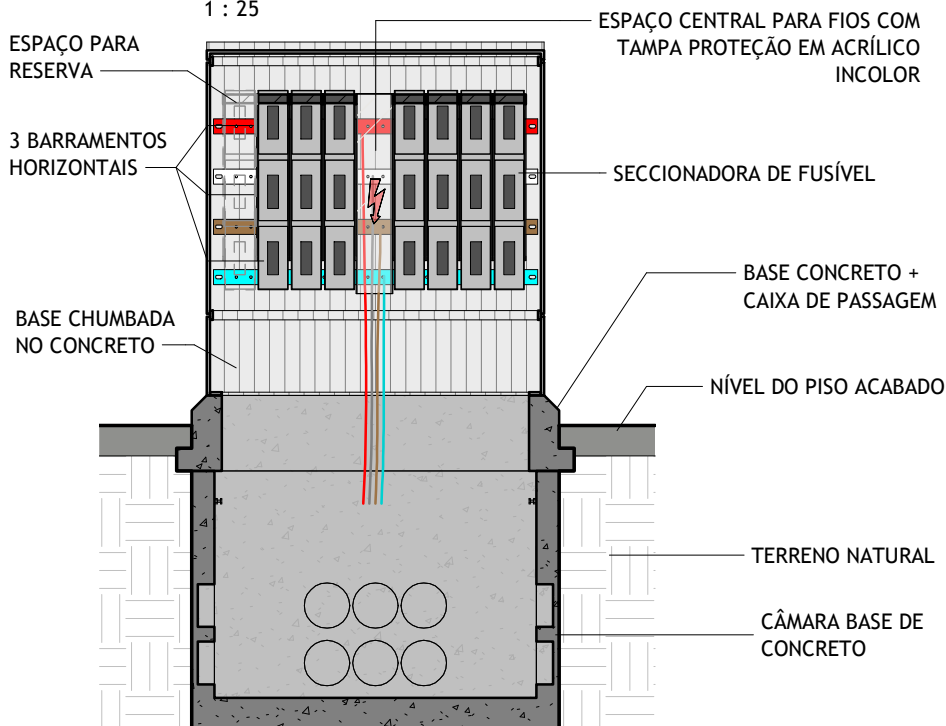 1 : 25
ESPAÇO CENTRAL PARA FIOS COM
TAMPA PROTEÇÃO EM ACRÍLICO
INCOLOR
ESPAÇO PARA
RESERVA
3 BARRAMENTOS
HORIZONTAIS
SECCIONADORA DE FUSÍVEL
BASE CONCRETO +
CAIXA DE PASSAGEM
BASE CHUMBADA
NO CONCRETO
NÍVEL DO PISO ACABADO
TERRENO NATURAL
CÂMARA BASE DE
CONCRETO